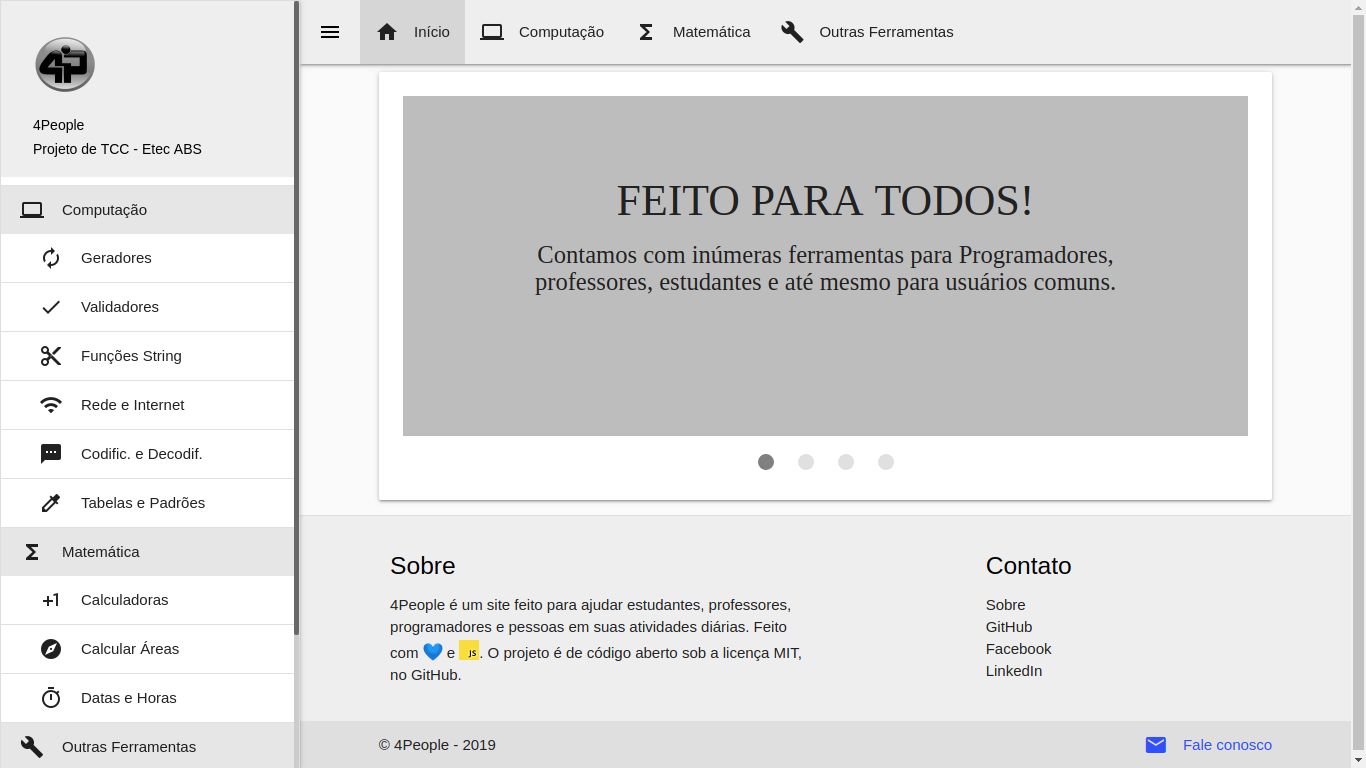 4P
4People
Projeto de TCC - Etec ABS
Computação
Geradores
Validadores
Funções String
Rede e Internet
Codific. e Decodif.
Tabelas e Padrões
Matemática
+1
Calculadoras
Calcular Áreas
Datas e Horas
Outras Ferramentas
Início
Computação
Matemática
Outras Ferramentas
FEITO PARA TODOS!
Contamos com inúmeras ferramentas para Programadores,
professores, estudantes e até mesmo para usuários comuns.
Sobre
4People é um site feito para ajudar estudantes, professores,
programadores e pessoas em suas atividades diárias. Feito
com 💙 e JS. O projeto é de código aberto sob a licença MIT,
no GitHub.
Contato
Sobre
GitHub
Facebook
LinkedIn
© 4People - 2019
Fale conosco